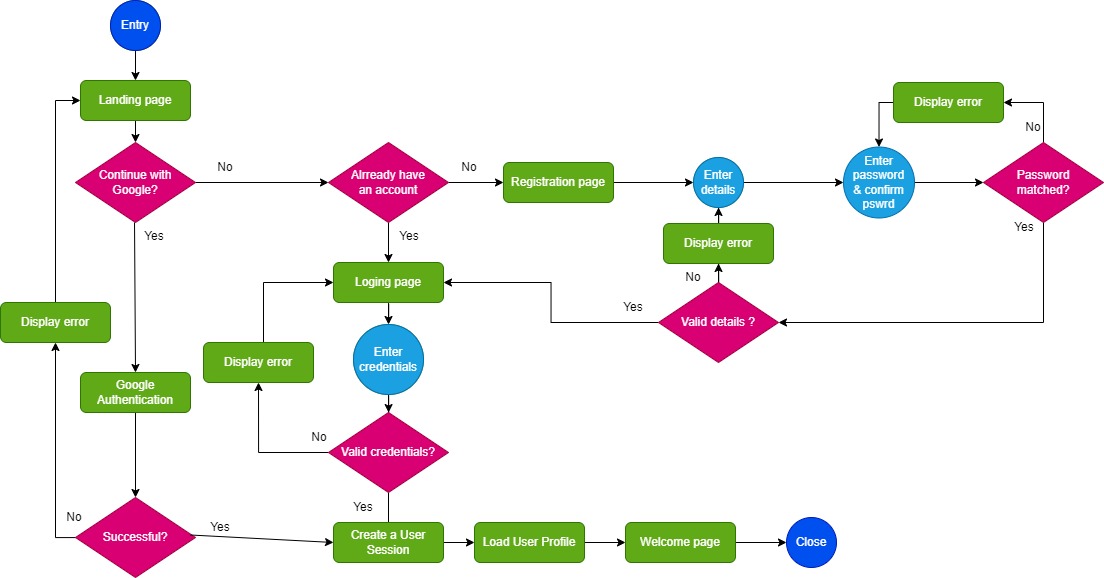 Entry
Landing page
Display error
Continue with
Google?
No
Alrready have
an account
No
Registration page
Enter
details
Enter
password
& confirm
pswrd
No
Password
matched?
Yes
Yes
Yes
Display error
No
Loging page
Yes
Valid details ?
Display error
Display error
Enter
credentials
Google
Authentication
No
Valid credentials?
Yes
No
Successful?
Yes
Create a User
Session
Load User Profile
Welcome page
Close